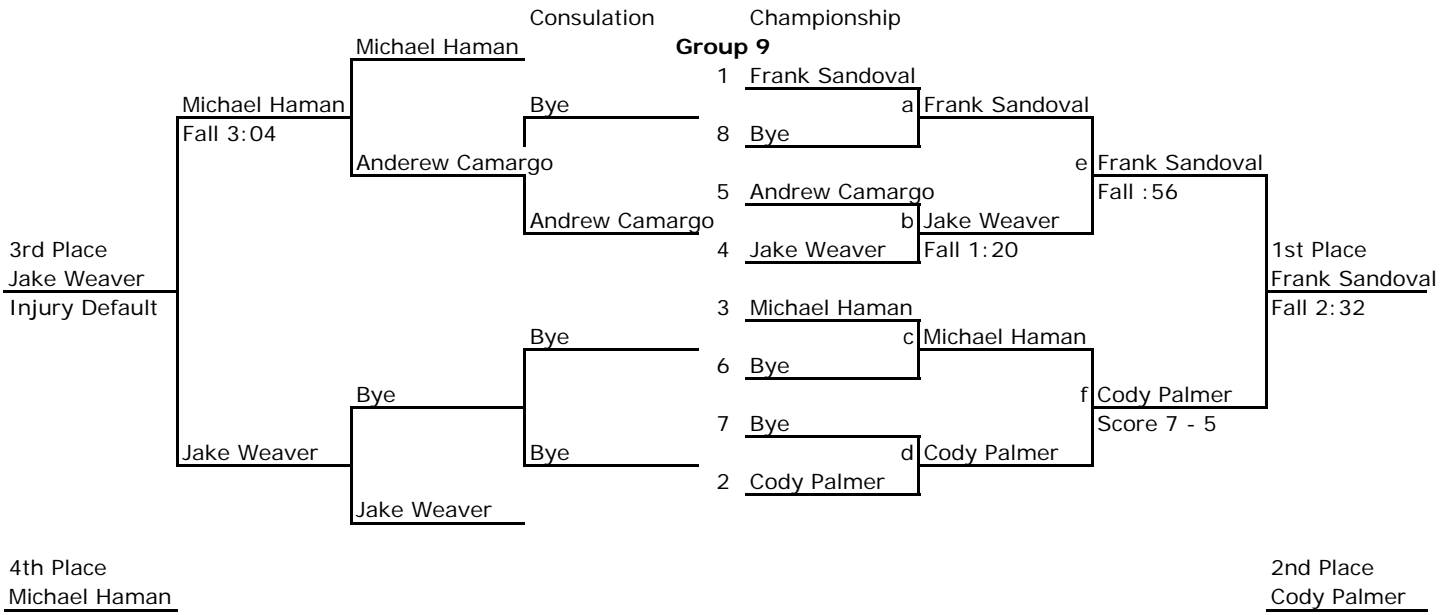 Consulation Championship
Michael Haman Group 9
1 Frank Sandoval
Michael Haman Bye a Frank Sandoval
Fall 3:04 8 Bye
Anderew Camargo e Frank Sandoval
5 Andrew Camargo Fall :56
Andrew Camargo b Jake Weaver
3rd Place 4 Jake Weaver Fall 1:20 1st Place
Jake Weaver Frank Sandoval
Injury Default 3 Michael Haman Fall 2:32
Bye c Michael Haman
6 Bye
Bye f Cody Palmer
7 Bye Score 7 - 5
Jake Weaver Bye d Cody Palmer
2 Cody Palmer
Jake Weaver
4th Place 2nd Place
Michael Haman Cody Palmer